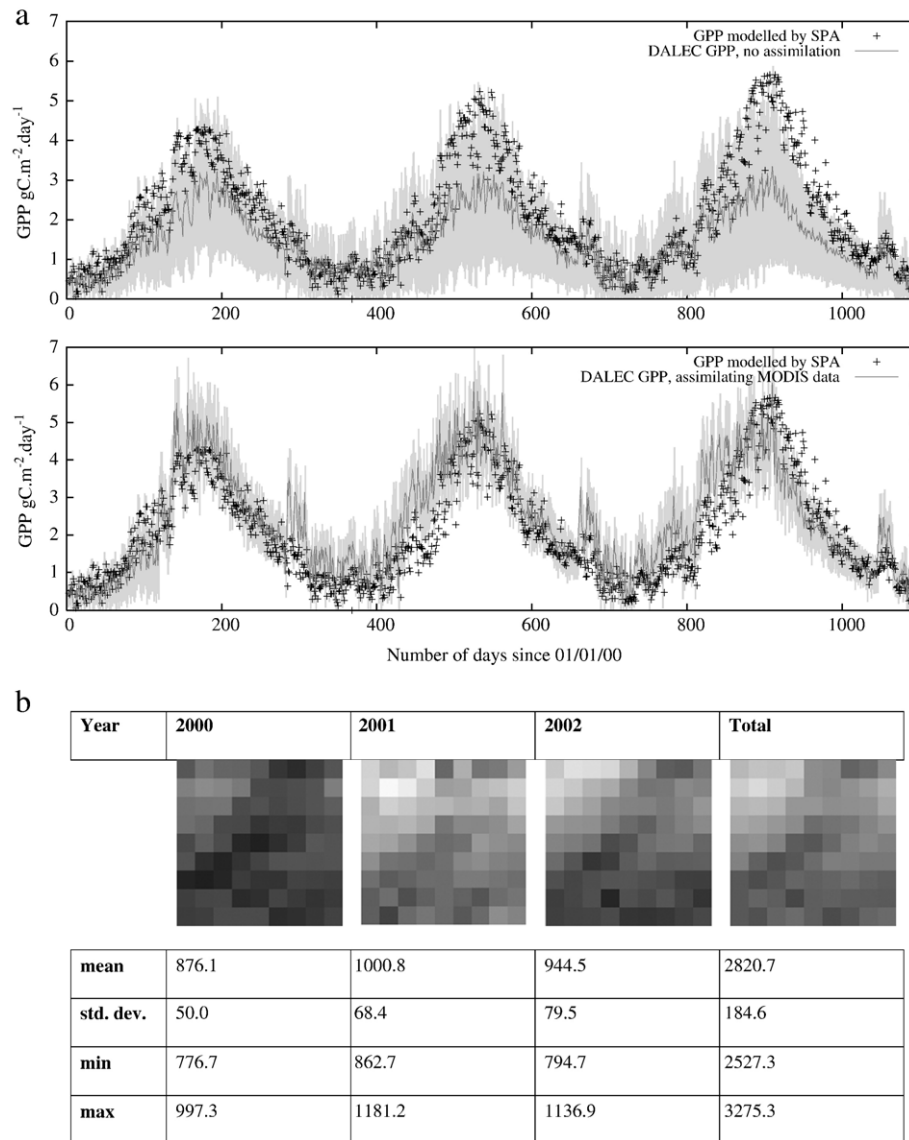 a
7
6
5
4
3
2
1
0
GPP gC.m-2.day-1
GPP modelled by SPA +
DALEC GPP, no assimilation
0 200 400 600 800 1000
7
6
5
4
3
2
1
0
GPP gC.m-2.day-1
GPP modelled by SPA +
DALEC GPP, assimilating MODIS data
0 200 400 600 800 1000
Number of days since 01/01/00
b
Year 2000 2001 2002 Total
mean 876.1 1000.8 944.5 2820.7
std. dev. 50.0 68.4 79.5 184.6
min 776.7 862.7 794.7 2527.3
max 997.3 1181.2 1136.9 3275.3